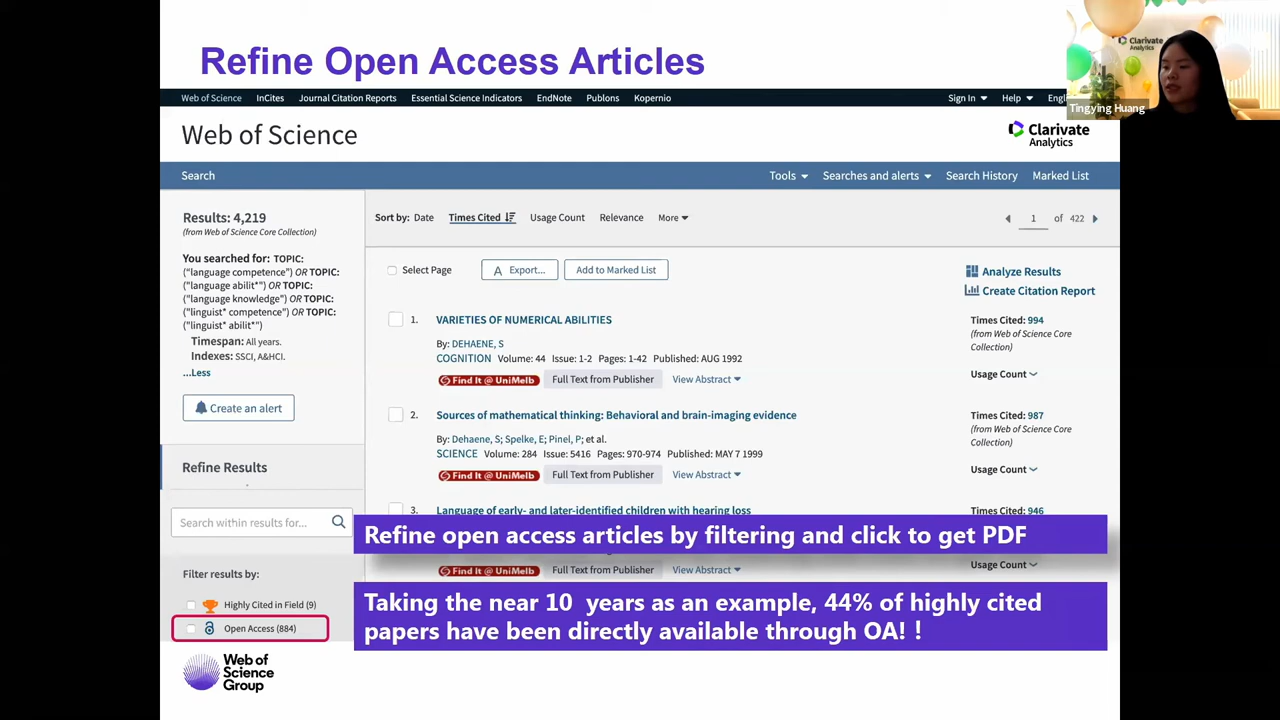 Refine Open Access Articles
Clarivate
Analytics
Tingying Huang
Web of Science InCites Journal Citation Reports Essential Science Indicators EndNote Publons Kopernio Sign In Help
Web of Science
Clarivate
Analytics
Search Tools Searches and alerts Search History Marked List
Results: 4,219
(from Web of Science Core Collection)
You searched for: TOPIC:
("language competence") OR TOPIC:
("language abilit*") OR TOPIC:
("language knowledge") OR TOPIC:
("linguist* competence") OR TOPIC:
("linguist* abilit*")
Timespan: All years.
Indexes: SSCI, A&HCI.
...Less
Create an alert
Refine Results
Search within results for...
Filter results by:
Highly Cited in Field (9)
Open Access (884)
Sort by: Date Times Cited Usage Count Relevance More
1 of 422
Select Page Export... Add to Marked List
Analyze Results
Create Citation Report
1. VARIETIES OF NUMERICAL ABILITIES
By: DEHAENE, S
COGNITION Volume: 44 Issue: 1-2 Pages: 1-42 Published: AUG 1992
Find It @ UniMelb Full Text from Publisher View Abstract
Times Cited: 994
(from Web of Science Core
Collection)
Usage Count
2. Sources of mathematical thinking: Behavioral and brain-imaging evidence
By: Dehaene, S; Spelke, E; Pinel, P; et al.
SCIENCE Volume: 284 Issue: 5416 Pages: 970-974 Published: MAY 7 1999
Find It @ UniMelb Full Text from Publisher View Abstract
Times Cited: 987
(from Web of Science Core
Collection)
Usage Count
3. Language of early- and later-identified children with hearing loss
Times Cited: 946
Refine open access articles by filtering and click to get PDF
Find It @ UniMelb Full Text from Publisher View Abstract
Usage Count
Taking the near 10 years as an example, 44% of highly cited
papers have been directly available through OA!！
Web of
Science
Group